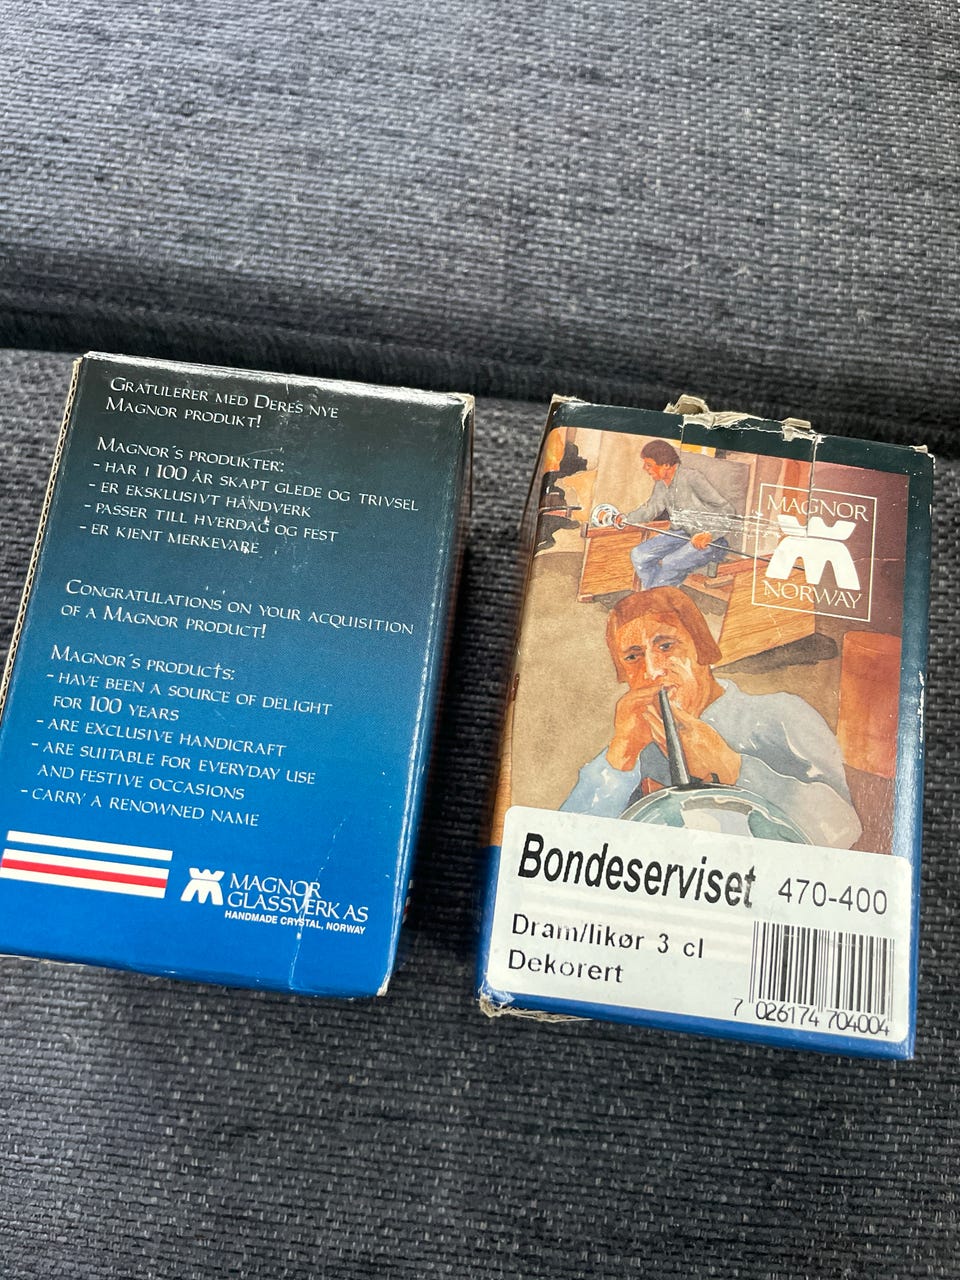 GRATULERER MED DERES NYE
MAGNOR PRODUKT!
MAGNOR´S PRODUKTER:
- HAR I 100 ÅR SKAPT GLEDE OG TRIVSEL
- ER EKSKLUSIVT HÅNDVERK
- PASSER TILL HVERDAG OG FEST
- ER KJENT MERKEVARE
CONGRATULATIONS ON YOUR ACQUISITION
OF A MAGNOR PRODUCT!
MAGNOR´S PRODUCTS:
- HAVE BEEN A SOURCE OF DELIGHT
FOR 100 YEARS
- ARE EXCLUSIVE HANDICRAFT
- ARE SUITABLE FOR EVERYDAY USE
AND FESTIVE OCCASIONS
- CARRY A RENOWNED NAME
MAGNOR
GLASSVERK AS
HANDMADE CRYSTAL, NORWAY
MAGNOR
NORWAY
Bondeserviset 470-400
Dram/likør 3 cl
Dekorert
7 026174 704004